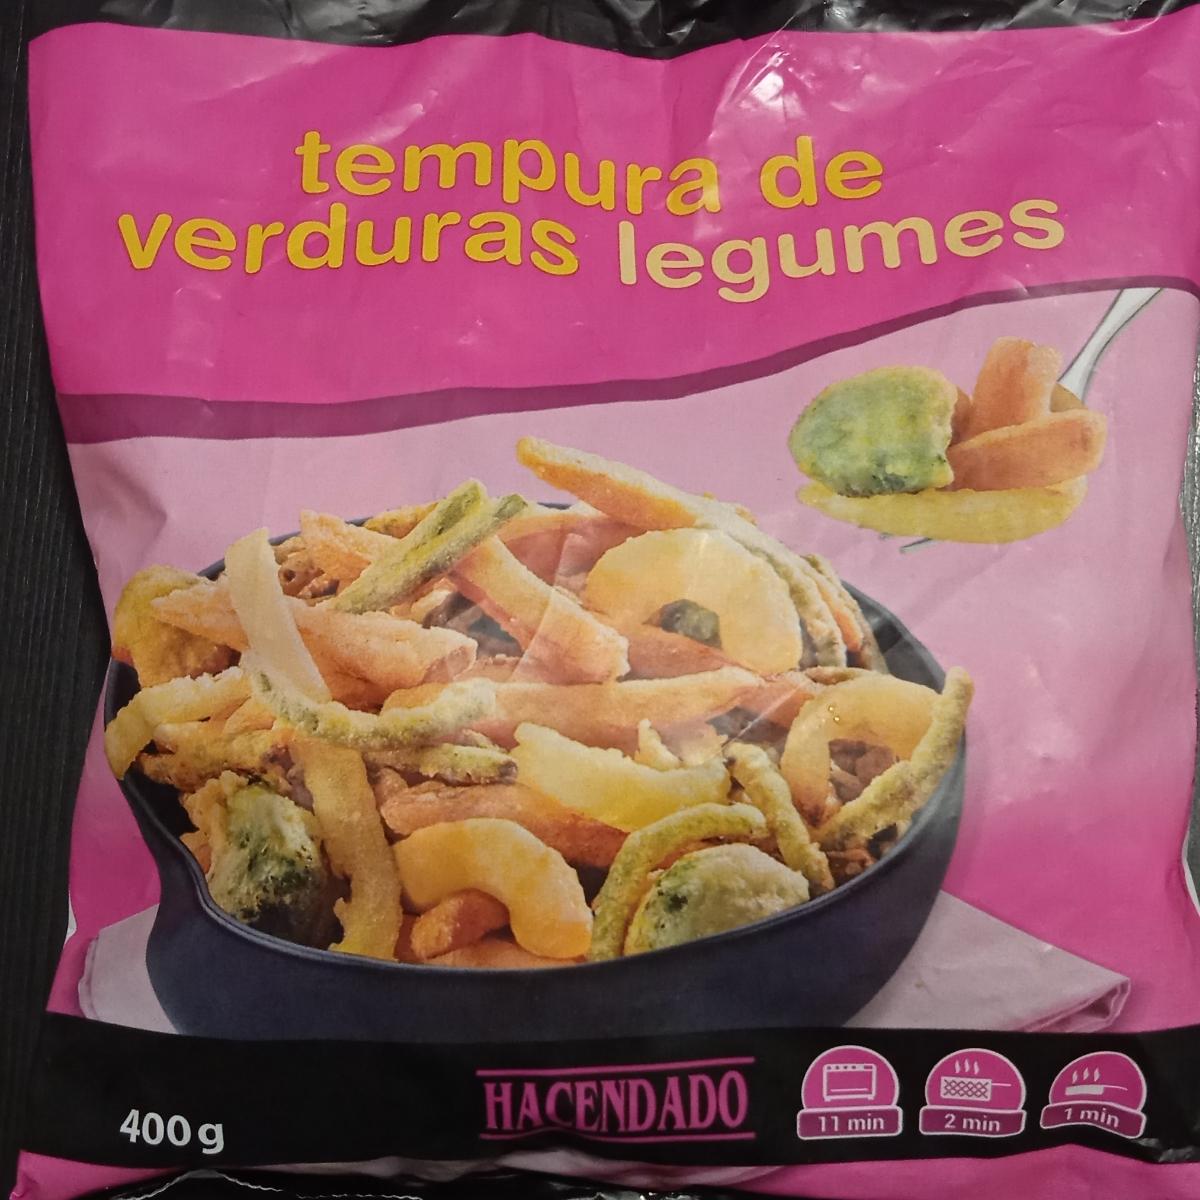 tempura de
verduras legumes
400 g
HACENDADO
11 min
2 min
1 min